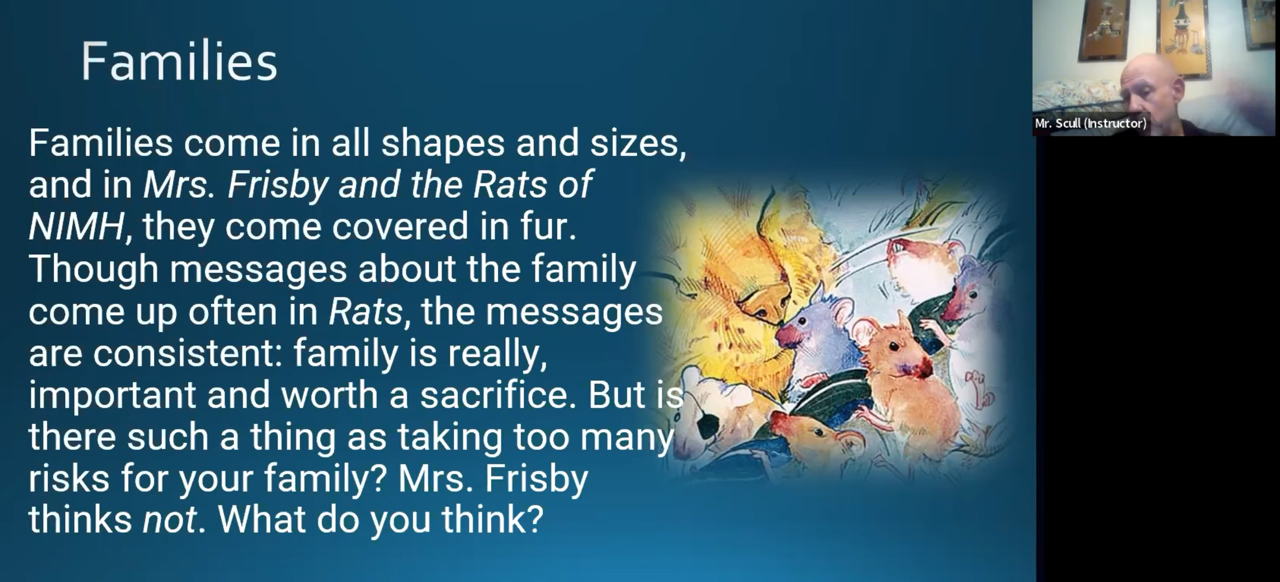 Families
Families come in all shapes and sizes,
and in Mrs. Frisby and the Rats of
NIMH, they come covered in fur.
Though messages about the family
come up often in Rats, the messages
are consistent: family is really,
important and worth a sacrifice. But is
there such a thing as taking too many
risks for your family? Mrs. Frisby
thinks not. What do you think?
Mr. Scull (Instructor)